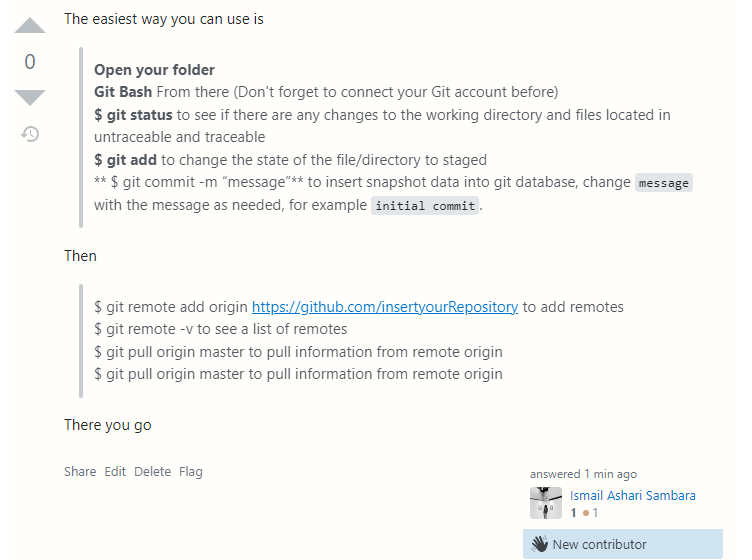 The easiest way you can use is
0
Open your folder
Git Bash From there (Don't forget to connect your Git account before)
$ git status to see if there are any changes to the working directory and files located in
untraceable and traceable
$ git add to change the state of the file/directory to staged
** $ git commit -m “message”** to insert snapshot data into git database, change message
with the message as needed, for example initial commit.
Then
$ git remote add origin https://github.com/insertyourRepository to add remotes
$ git remote -v to see a list of remotes
$ git pull origin master to pull information from remote origin
$ git pull origin master to pull information from remote origin
There you go
Share Edit Delete Flag
answered 1 min ago
Ismail Ashari Sambara
1 ● 1
New contributor